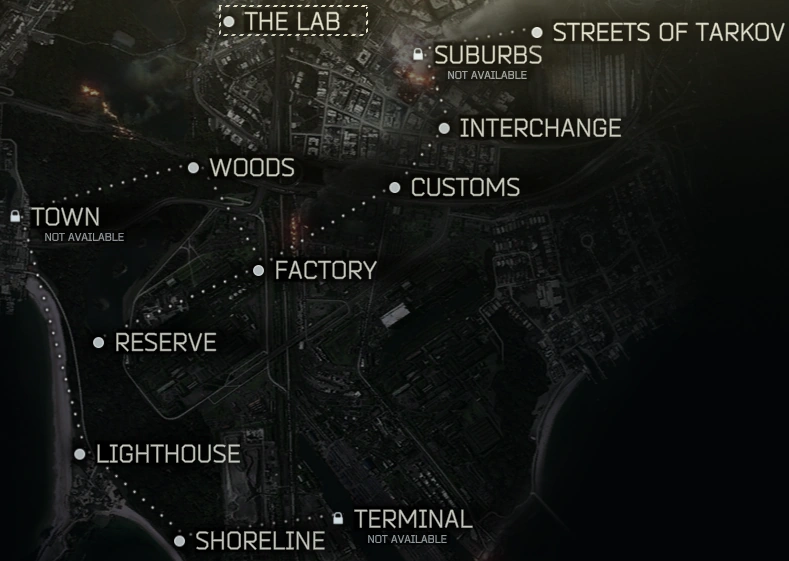 THE LAB
STREETS OF TARKOV
SUBURBS
NOT AVAILABLE
INTERCHANGE
WOODS
CUSTOMS
TOWN
NOT AVAILABLE
FACTORY
RESERVE
LIGHTHOUSE
TERMINAL
NOT AVAILABLE
SHORELINE